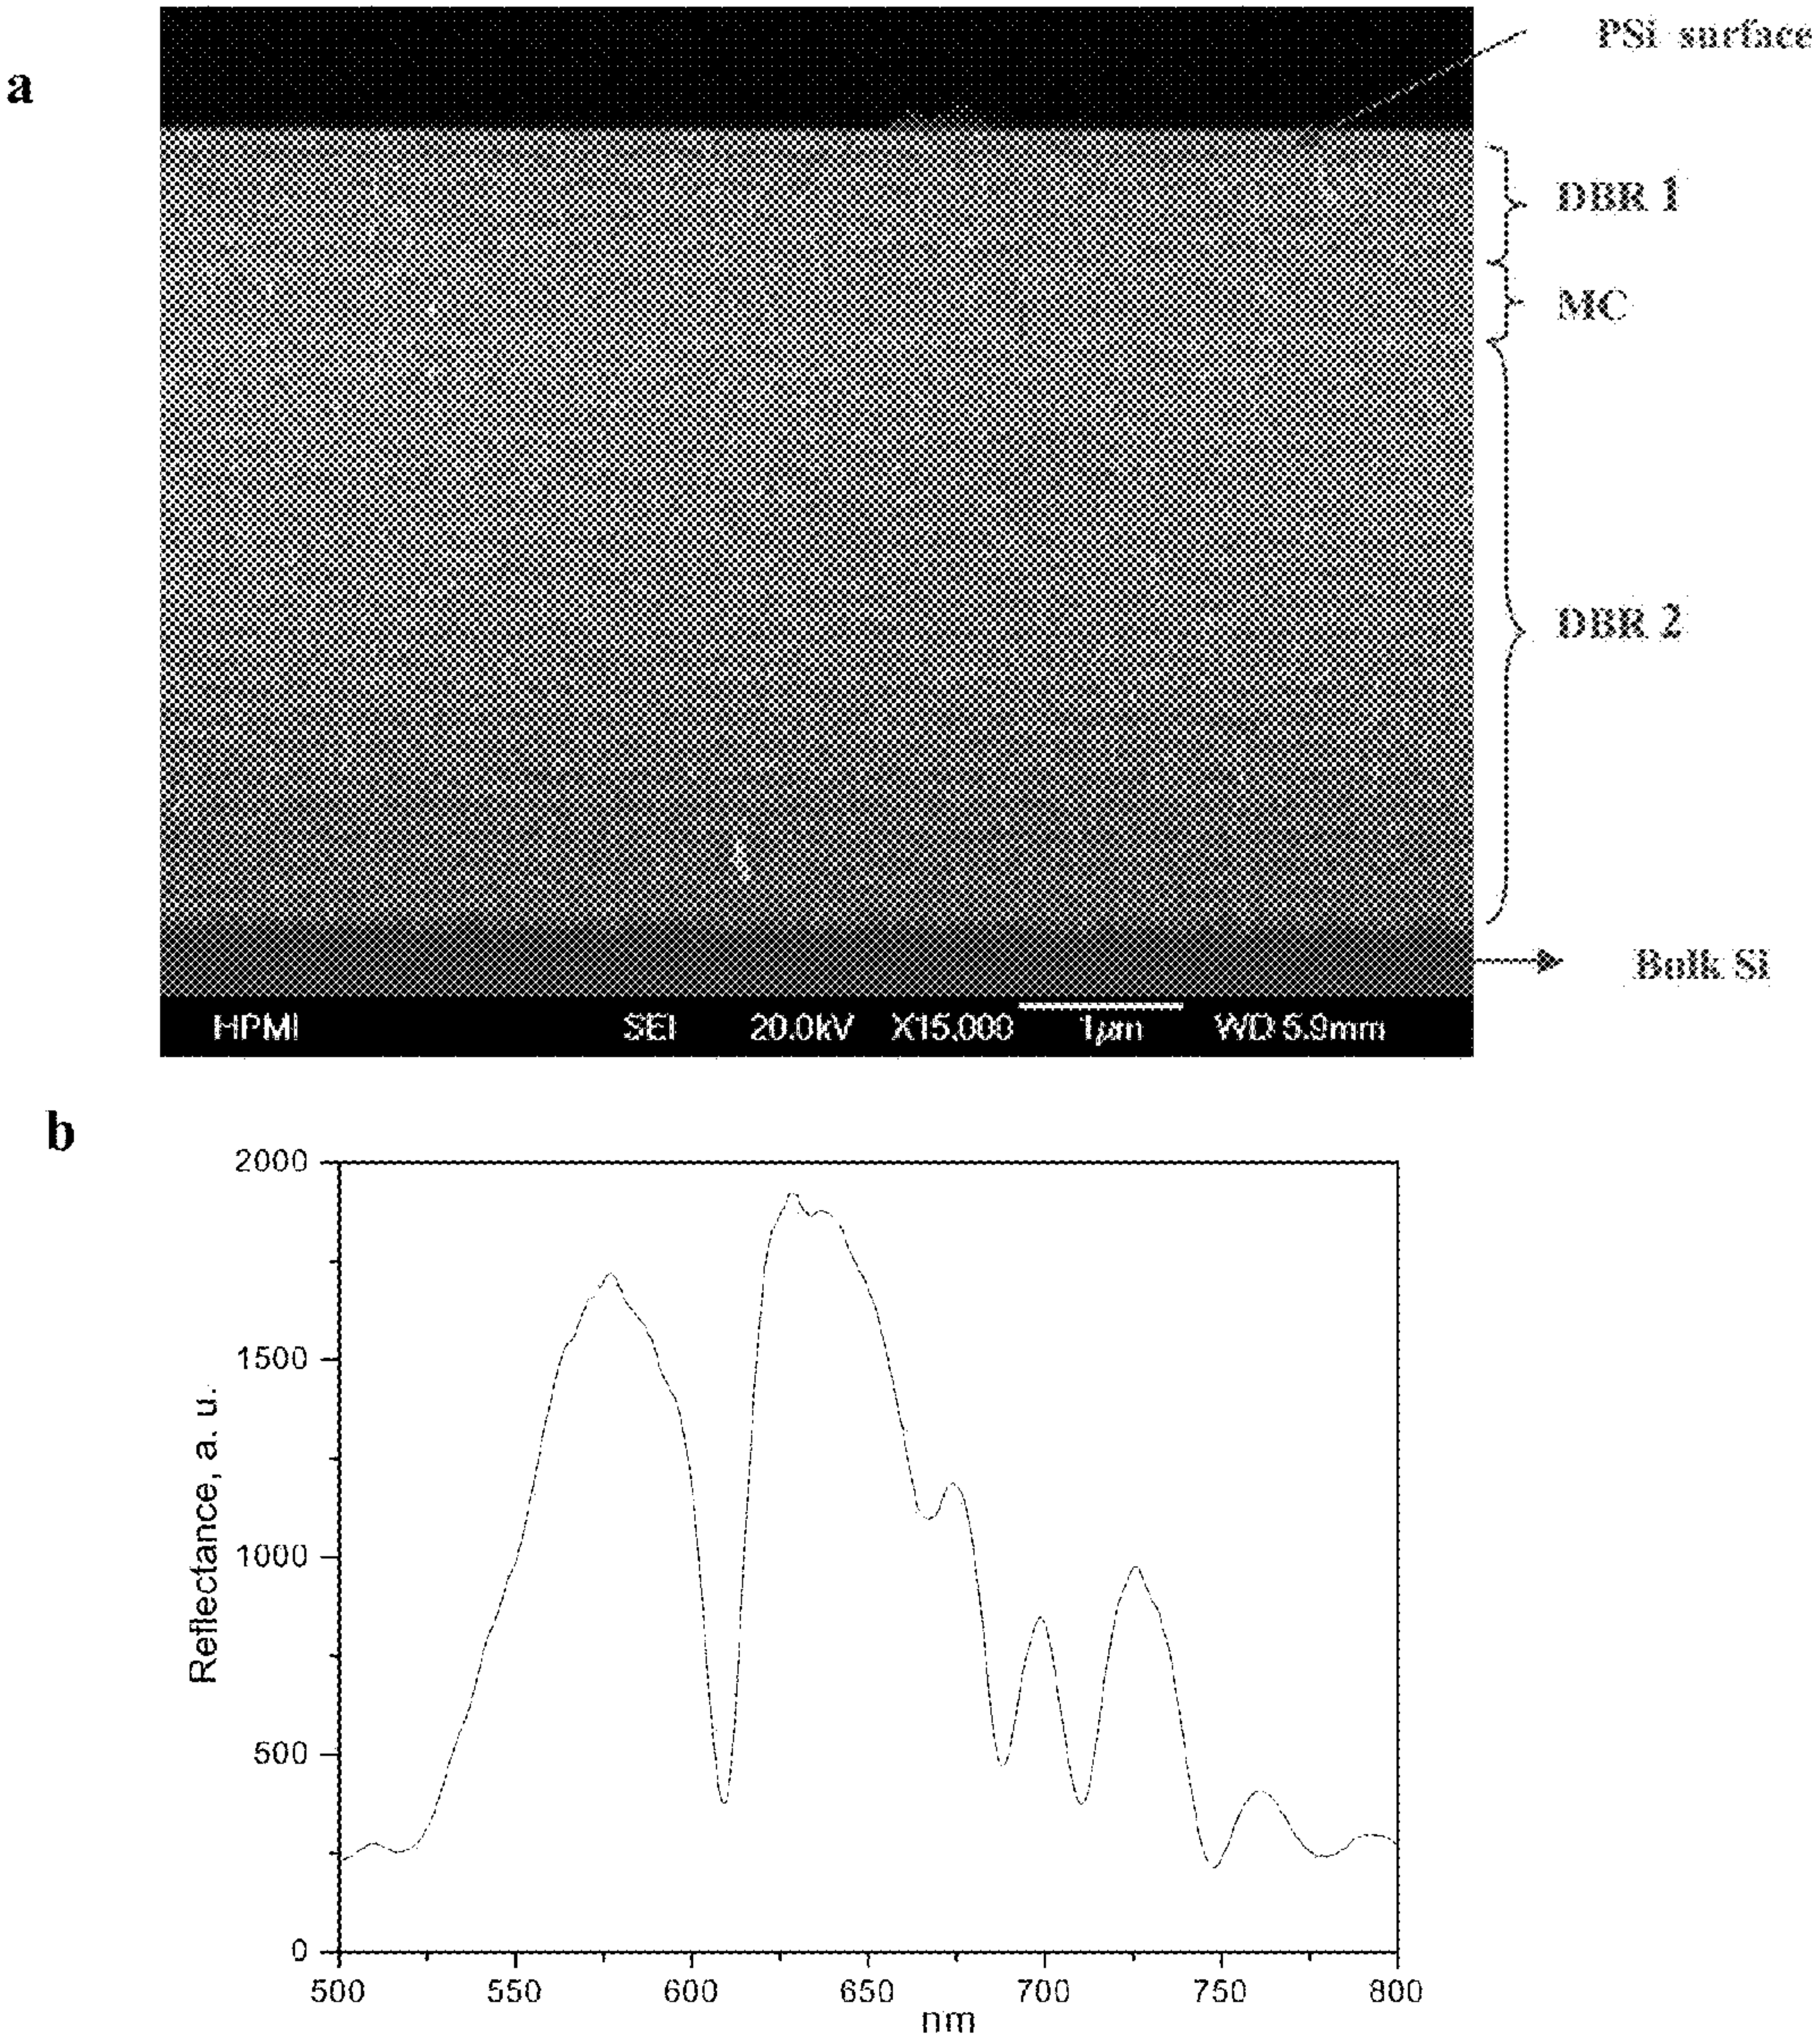 a
PSi surface
DBR 1
MC
DBR 2
Bulk Si
HPMI SEI 20.0kV X15,000 1µm WD 5.9mm
b
2000
1500
1000
500
0
Reflectance, a. u.
500 550 600 650 700 750 800
nm